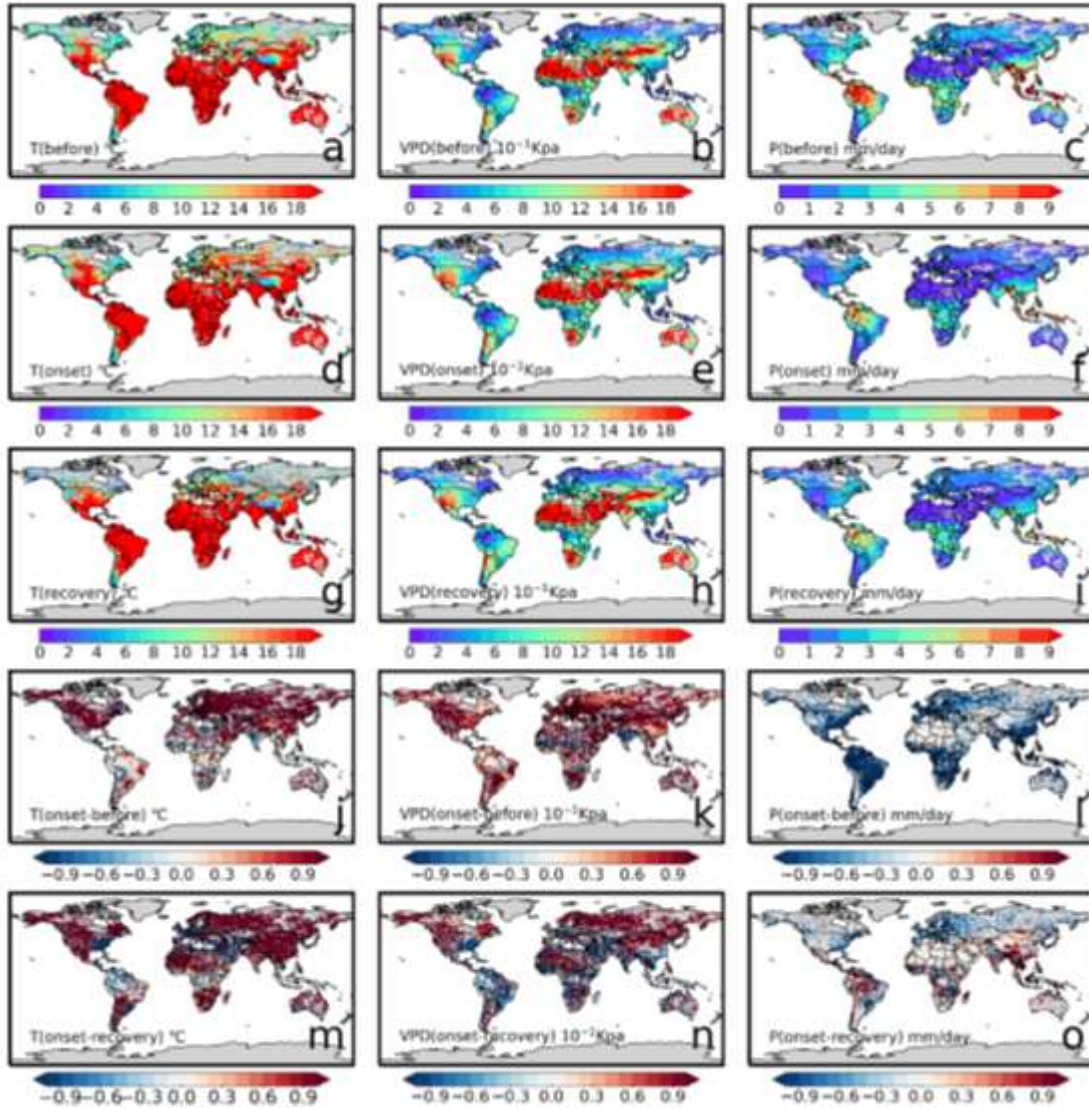 T(before) °C
a
0 2 4 6 8 10 12 14 16 18
VPD(before) 10⁻¹Kpa
b
0 2 4 6 8 10 12 14 16 18
P(before) mm/day
c
0 1 2 3 4 5 6 7 8 9
T(onset) °C
d
0 2 4 6 8 10 12 14 16 18
VPD(onset) 10⁻¹Kpa
e
0 2 4 6 8 10 12 14 16 18
P(onset) mm/day
f
0 1 2 3 4 5 6 7 8 9
T(recovery) °C
g
0 2 4 6 8 10 12 14 16 18
VPD(recovery) 10⁻¹Kpa
h
0 2 4 6 8 10 12 14 16 18
P(recovery) mm/day
i
0 1 2 3 4 5 6 7 8 9
T(onset-before) °C
j
−0.9 −0.6 −0.3 0.0 0.3 0.6 0.9
VPD(onset-before) 10⁻¹Kpa
k
−0.9 −0.6 −0.3 0.0 0.3 0.6 0.9
P(onset-before) mm/day
l
−0.9 −0.6 −0.3 0.0 0.3 0.6 0.9
T(onset-recovery) °C
m
−0.9 −0.6 −0.3 0.0 0.3 0.6 0.9
VPD(onset-recovery) 10⁻¹Kpa
n
−0.9 −0.6 −0.3 0.0 0.3 0.6 0.9
P(onset-recovery) mm/day
o
−0.9 −0.6 −0.3 0.0 0.3 0.6 0.9